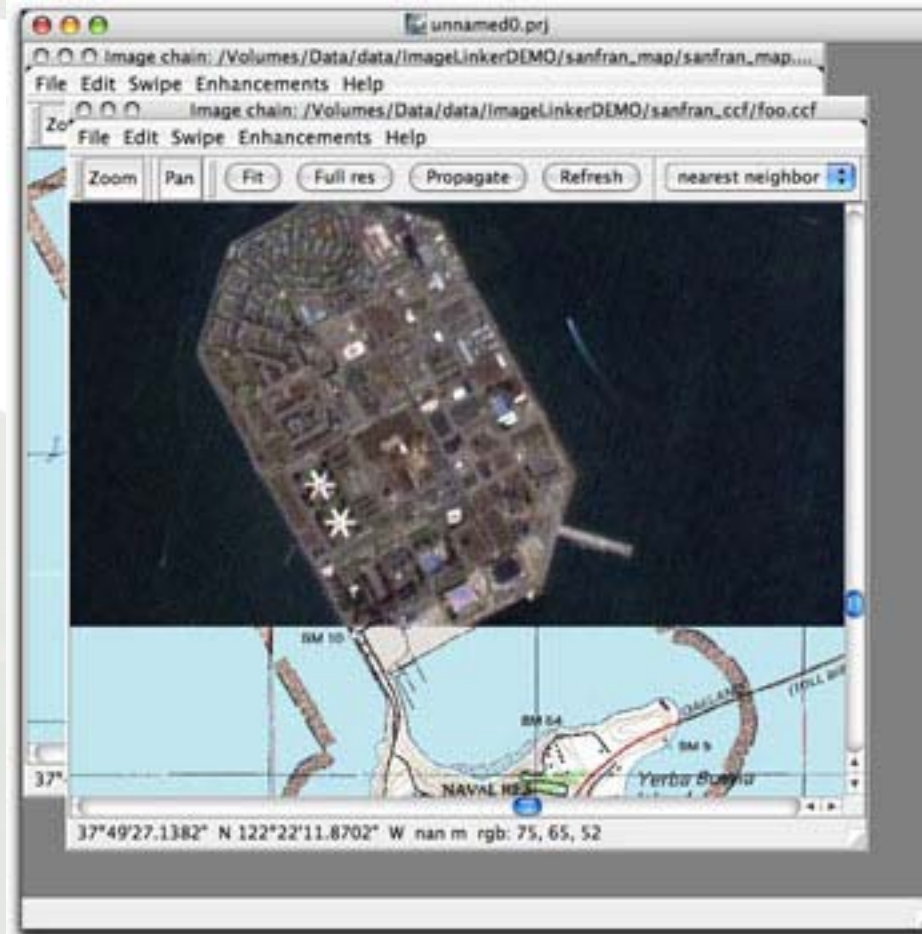 unnamed0.prj
Image chain: /Volumes/Data/data/ImageLinkerDEMO/sanfran_map/sanfran_map....
File Edit Swipe Enhancements Help
Image chain: /Volumes/Data/data/ImageLinkerDEMO/sanfran_ccf/foo.ccf
File Edit Swipe Enhancements Help
Zoom Pan Fit Full res Propagate Refresh nearest neighbor
BM 10
OAKLAND
(TOLL
BM 64
BM 9
Yerba Buena
NAVAL RES
37°
37°49'27.1382" N 122°22'11.8702" W nan m rgb: 75, 65, 52